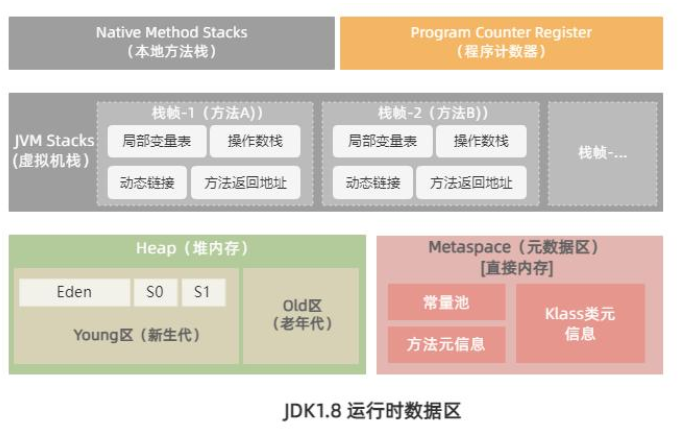 Native Method Stacks
（本地方法栈）
Program Counter Register
（程序计数器）
JVM Stacks
(虚拟机栈）
栈帧-1（方法A)）
局部变量表
操作数栈
动态链接
方法返回地址
栈帧-2（方法B)）
局部变量表
操作数栈
动态链接
方法返回地址
栈帧-...
Heap（堆内存）
Eden
S0
S1
Young区（新生代）
Old区
（老年代）
Metaspace（元数据区）
[直接内存]
常量池
方法元信息
Klass类元
信息
JDK1.8 运行时数据区